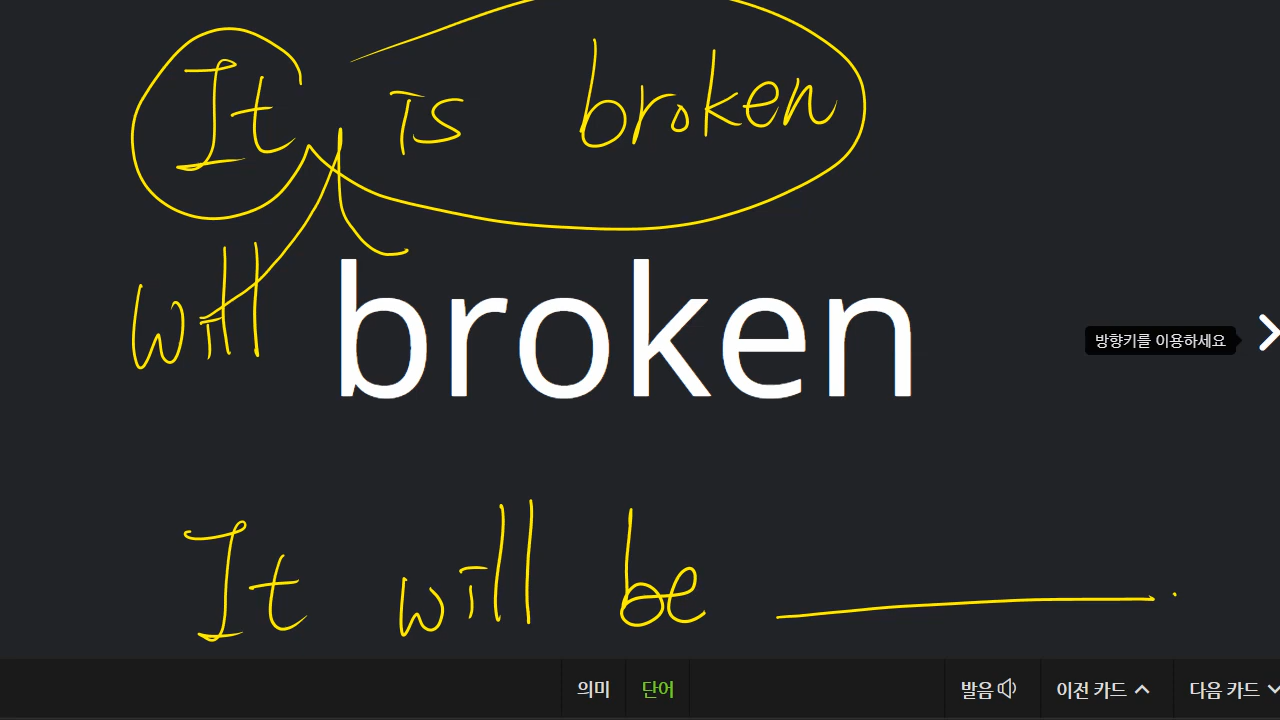 It is broken
will
broken
방향키를 이용하세요
It will be ______.
의미 단어 발음 이전 카드 다음 카드